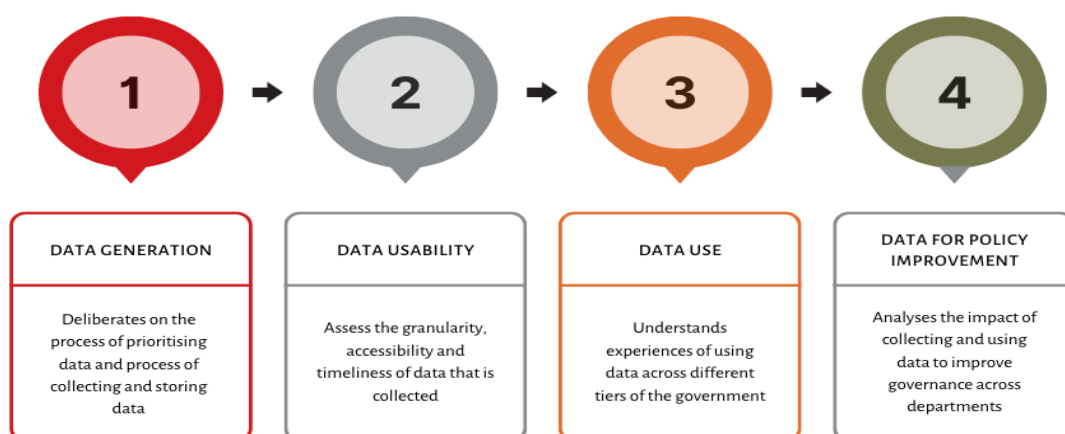 1
2
3
4
DATA GENERATION
Deliberates on the
process of prioritising
data and process of
collecting and storing
data
DATA USABILITY
Assess the granularity,
accessibility and
timeliness of data that is
collected
DATA USE
Understands
experiences of using
data across different
tiers of the government
DATA FOR POLICY
IMPROVEMENT
Analyses the impact of
collecting and using
data to improve
governance across
departments